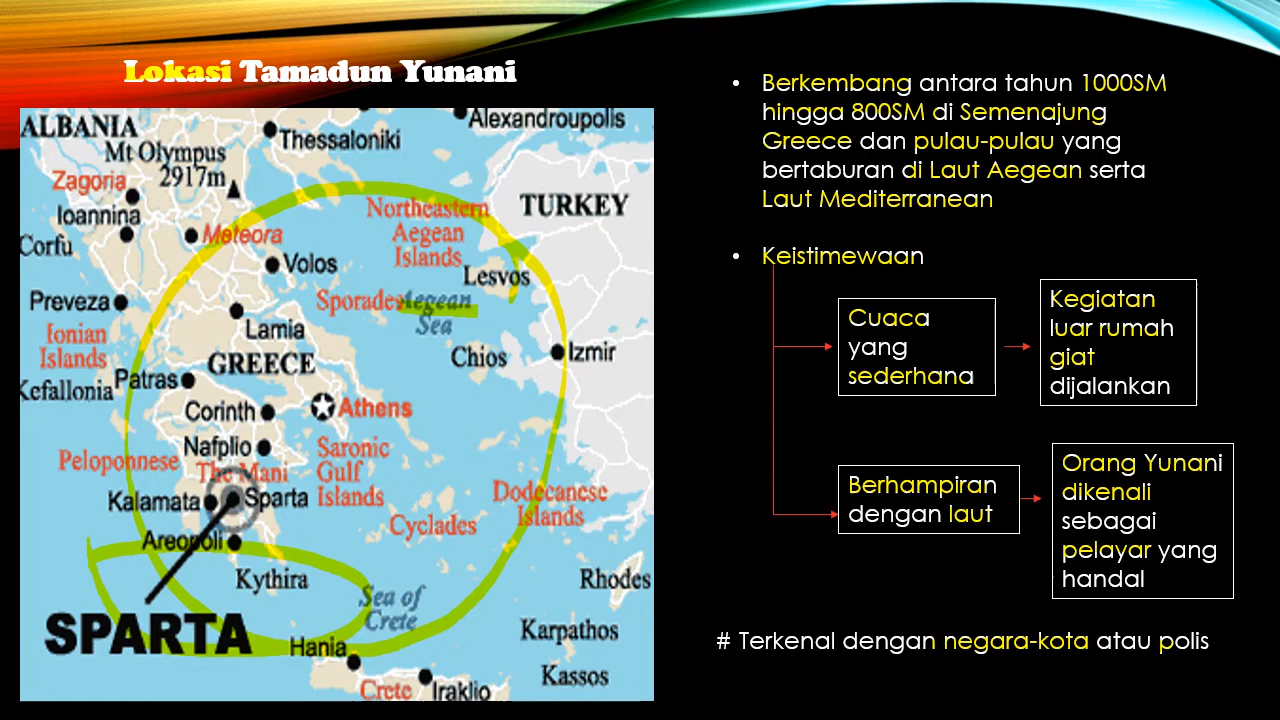 Lokasi Tamadun Yunani
ALBANIA
Mt Olympus
2917m
Thessaloniki
Alexandroupolis
Zagoria
Ioannina
Corfu
Meteora
Volos
Northeastern
Aegean
Islands
TURKEY
Lesvos
Preveza
Sporades
Aegean
Sea
Lamia
Ionian
Islands
GREECE
Chios
Izmir
Kefallonia
Patras
Corinth
Athens
Nafplio
Saronic
Gulf
Islands
Peloponnese
The Mani
Kalamata
Sparta
Cyclades
Dodecanese
Islands
Areopoli
Kythira
Rhodes
Sea of
Crete
SPARTA
Hania
Karpathos
Kassos
Crete
Iraklio
• Berkembang antara tahun 1000SM
hingga 800SM di Semenajung
Greece dan pulau-pulau yang
bertaburan di Laut Aegean serta
Laut Mediterranean
• Keistimewaan
Cuaca
yang
sederhana
Kegiatan
luar rumah
giat
dijalankan
Berhampiran
dengan laut
Orang Yunani
dikenali
sebagai
pelayar yang
handal
# Terkenal dengan negara-kota atau polis